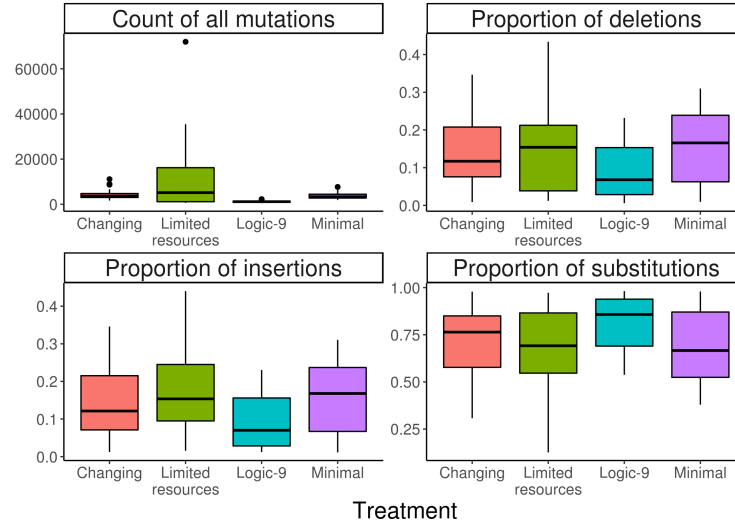 Count of all mutations
60000
40000
20000
0
Changing
Limited
resources
Logic-9
Minimal
Proportion of deletions
0.4
0.3
0.2
0.1
0.0
Changing
Limited
resources
Logic-9
Minimal
Proportion of insertions
0.4
0.3
0.2
0.1
0.0
Changing
Limited
resources
Logic-9
Minimal
Proportion of substitutions
1.00
0.75
0.50
0.25
Changing
Limited
resources
Logic-9
Minimal
Treatment